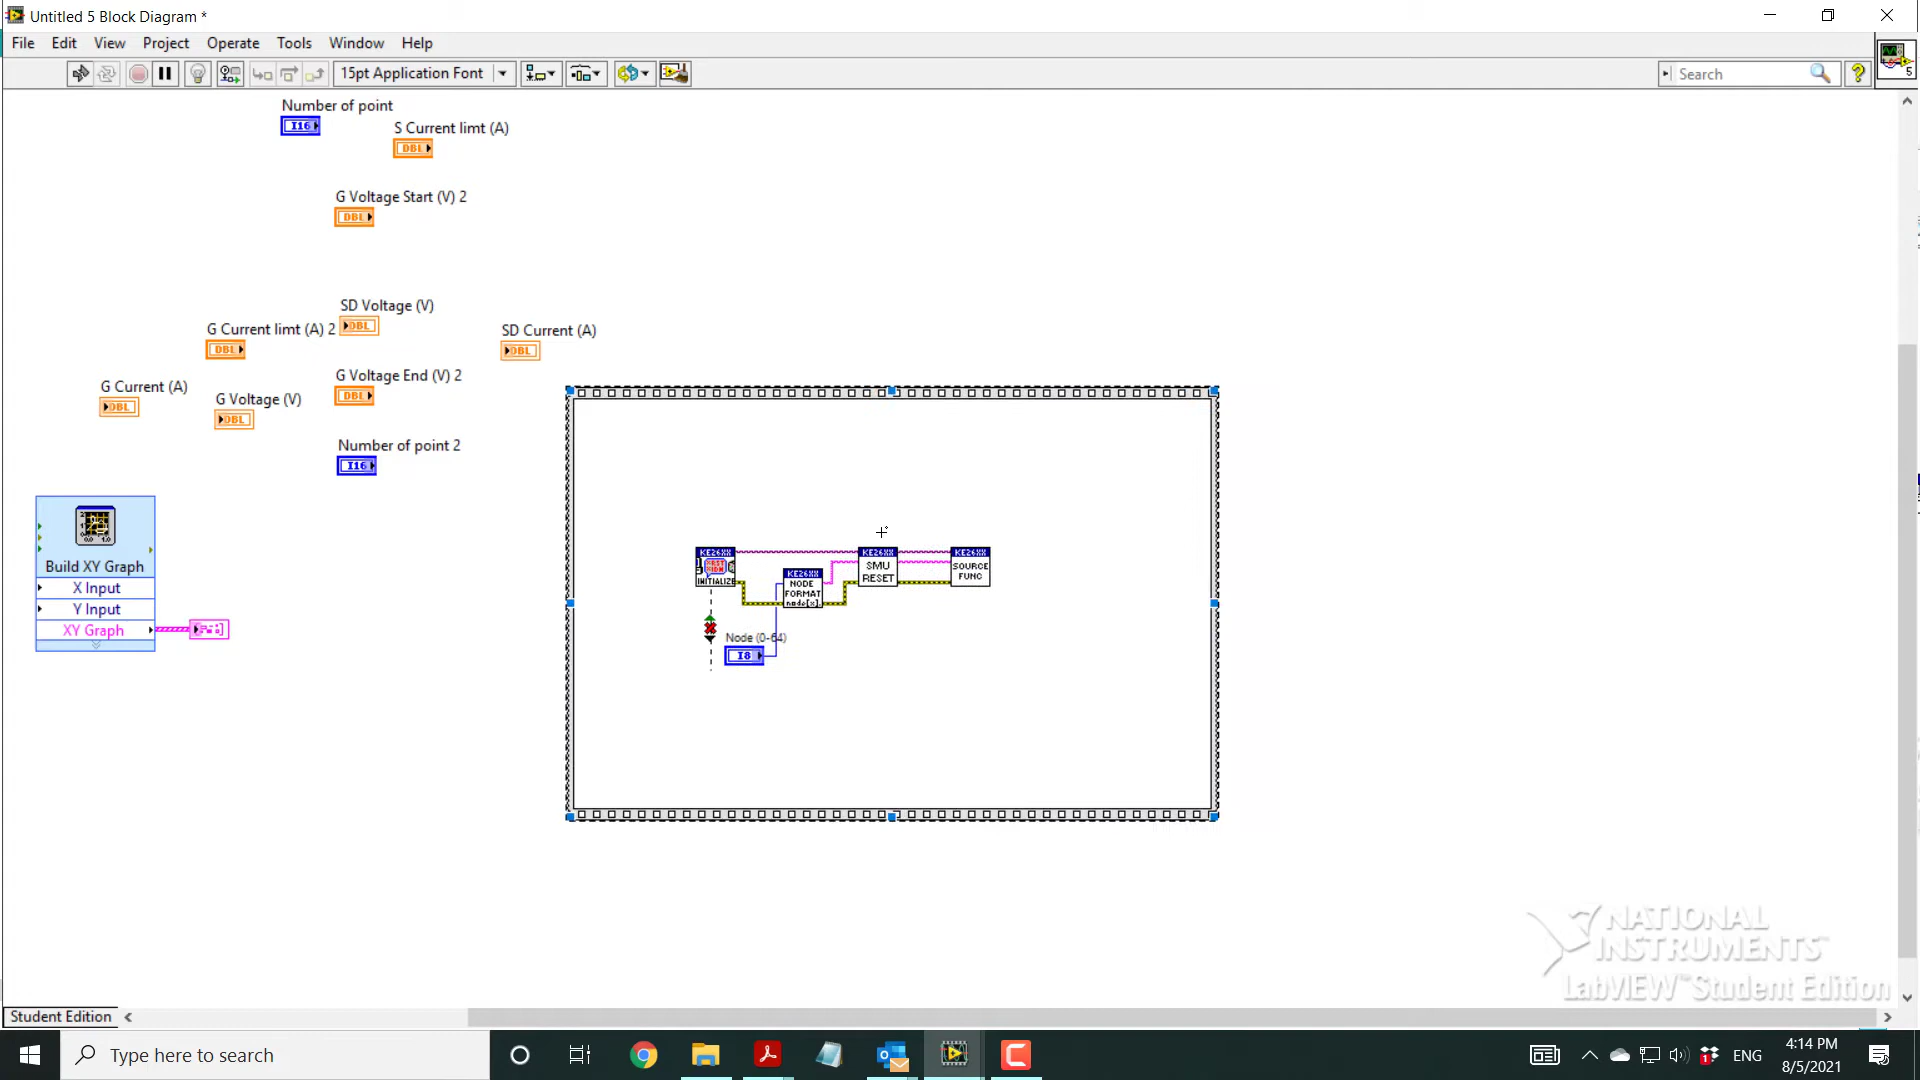 Untitled 5 Block Diagram *
File Edit View Project Operate Tools Window Help
15pt Application Font
Search
5
Number of point
I16
S Current limt (A)
DBL
G Voltage Start (V) 2
DBL
SD Voltage (V)
DBL
G Current limt (A) 2
DBL
SD Current (A)
DBL
G Voltage End (V) 2
DBL
G Current (A)
DBL
G Voltage (V)
DBL
Number of point 2
I16
Build XY Graph
X Input
Y Input
XY Graph
KE26XX
INITIALIZE
KE26XX
NODE
FORMAT
node[x].
KE26XX
SMU
RESET
KE26XX
SOURCE
FUNC
Node (0-64)
I8
NATIONAL
INSTRUMENTS™
LabVIEW™ Student Edition
Student Edition
Type here to search
ENG
4:14 PM
8/5/2021